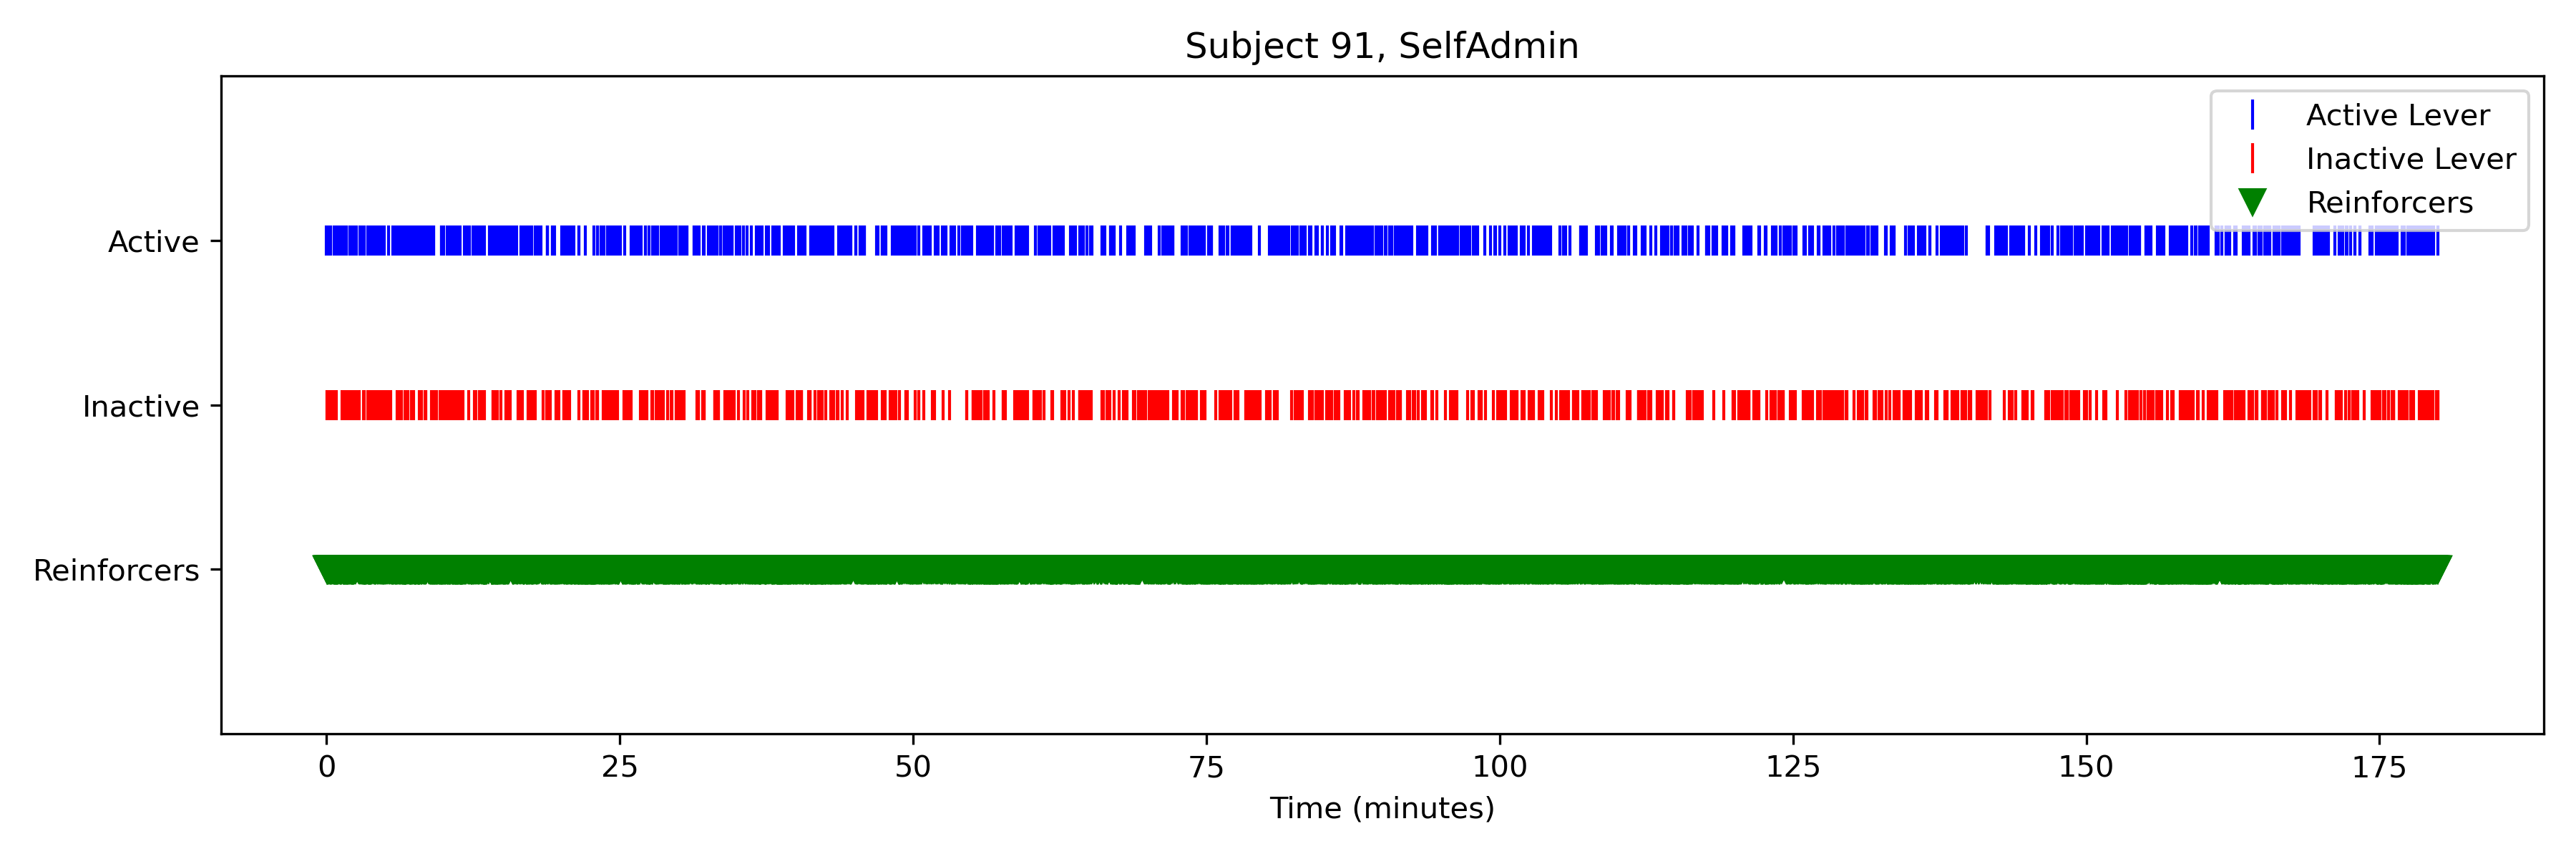 Subject 91, SelfAdmin
Active Lever
Inactive Lever
Reinforcers
Active
Inactive
Reinforcers
0 25 50 75 100 125 150 175
Time (minutes)